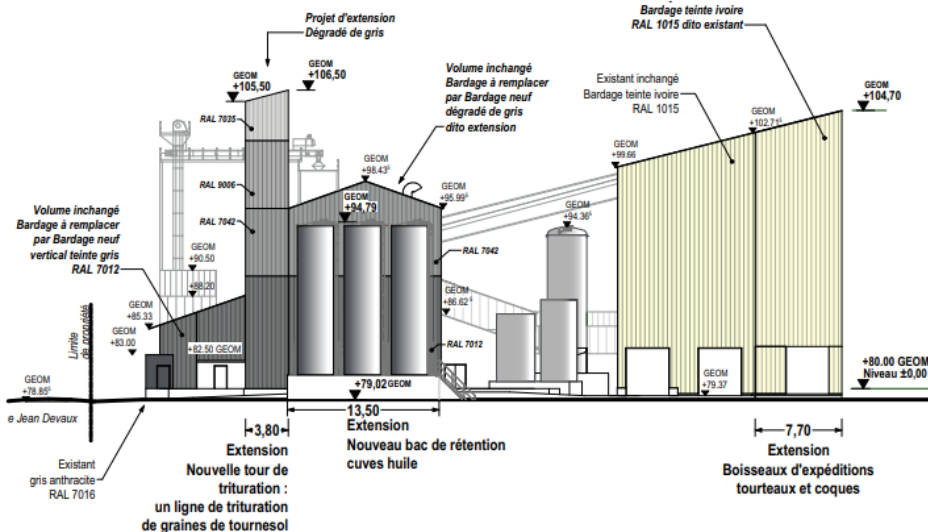 Projet d'extension
Dégradé de gris
Bardage teinte ivoire
RAL 1015 dito existant
GEOM
+105,50
GEOM
+106,50
Volume inchangé
Bardage à remplacer
par Bardage neuf
dégradé de gris
dito extension
Existant inchangé
Bardage teinte ivoire
RAL 1015
GEOM
+104,70
RAL 7035
GEOM
+102.71⁵
GEOM
+99.66
GEOM
+98.43⁵
RAL 9006
GEOM
+95.99⁵
GEOM
+94,79
GEOM
+94.36⁵
Volume inchangé
Bardage à remplacer
par Bardage neuf
vertical teinte gris
RAL 7012
RAL 7042
RAL 7042
GEOM
+90.50
+88.20
GEOM
+86.62⁵
GEOM
+85.33
GEOM
+83.00
Limite
de propriété
+82.50 GEOM
RAL 7012
+80.00 GEOM
Niveau ±0,00
GEOM
+79.37
+79,02 GEOM
GEOM
+78.85⁵
e Jean Devaux
3,80
13,50
7,70
Existant
gris anthracite
RAL 7016
Extension
Nouvelle tour de
trituration :
un ligne de trituration
de graines de tournesol
Extension
Nouveau bac de rétention
cuves huile
Extension
Boisseaux d'expéditions
tourteaux et coques